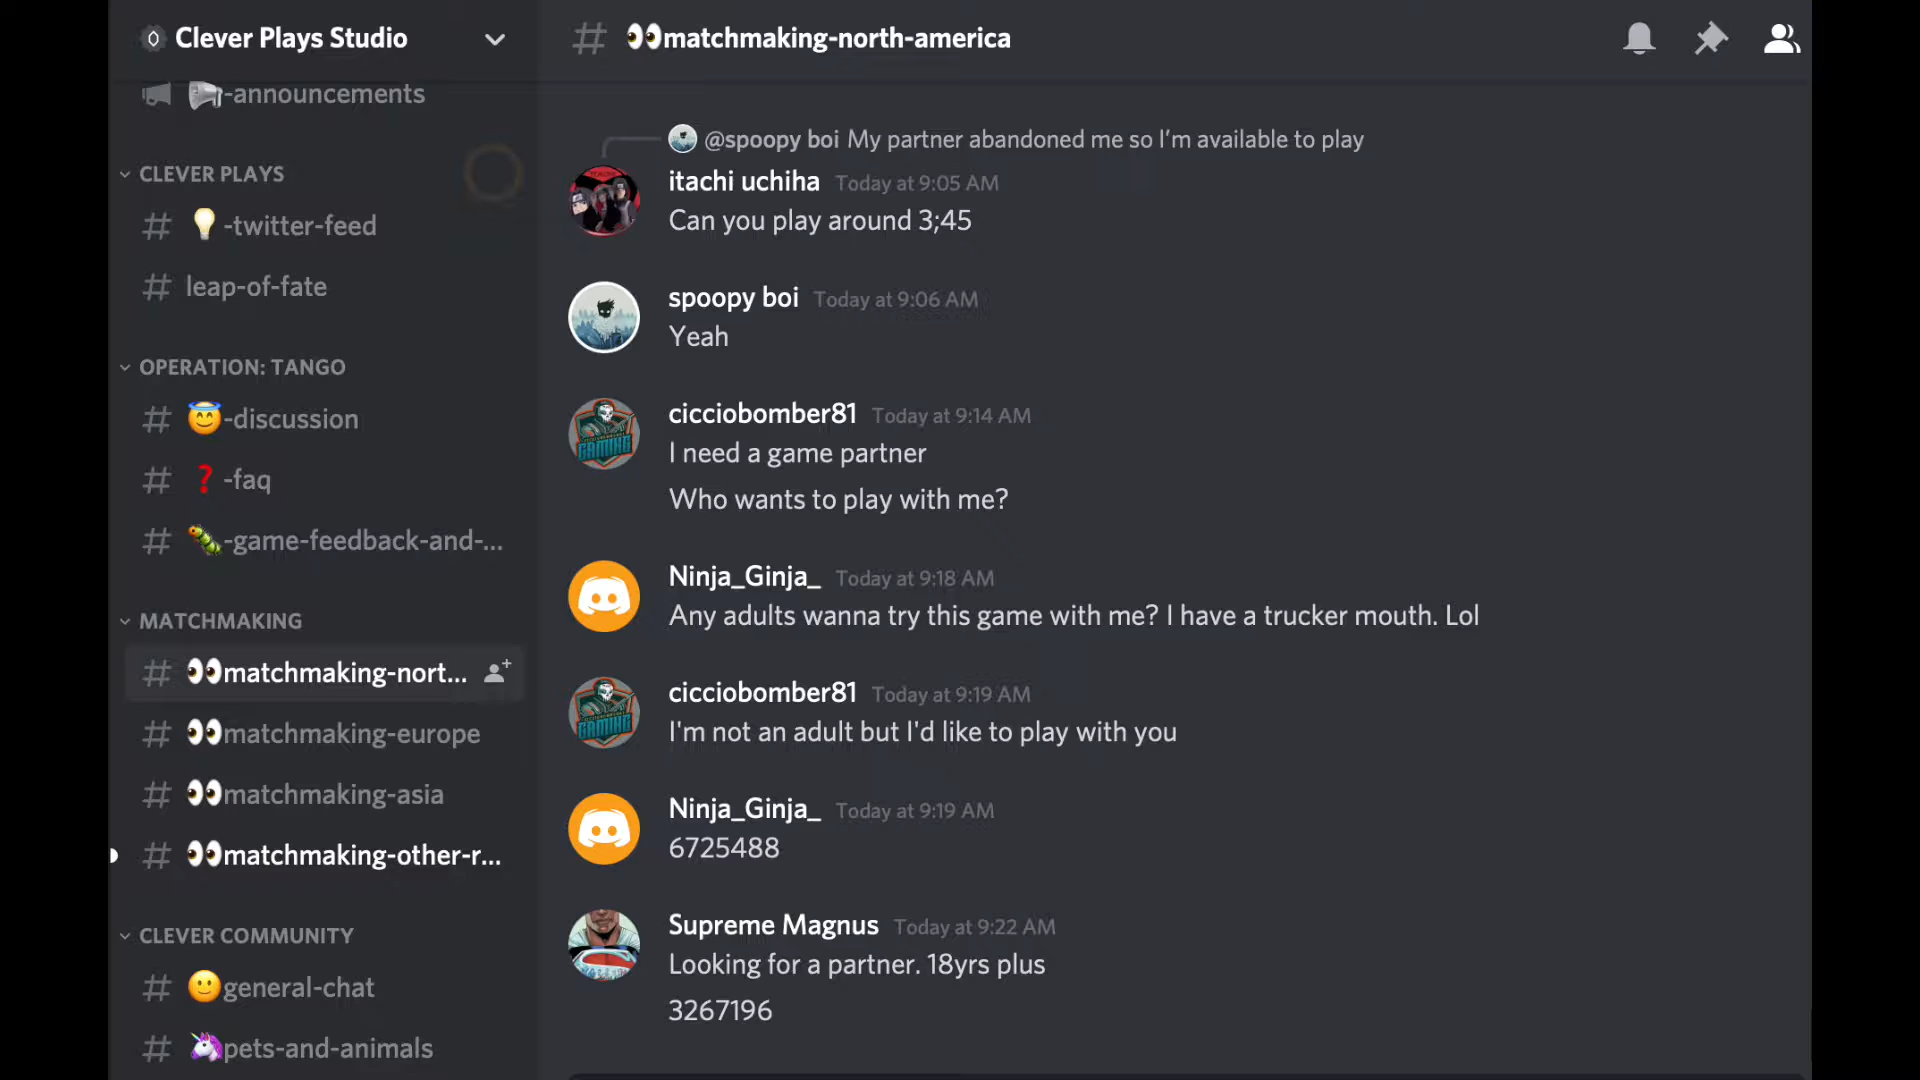 Clever Plays Studio
-announcements
CLEVER PLAYS
-twitter-feed
leap-of-fate
OPERATION: TANGO
-discussion
-faq
-game-feedback-and-...
MATCHMAKING
matchmaking-nort...
matchmaking-europe
matchmaking-asia
matchmaking-other-r...
CLEVER COMMUNITY
general-chat
pets-and-animals
matchmaking-north-america
@spoopy boi My partner abandoned me so I'm available to play
itachi uchiha Today at 9:05 AM
Can you play around 3;45
spoopy boi Today at 9:06 AM
Yeah
cicciobomber81 Today at 9:14 AM
I need a game partner
Who wants to play with me?
Ninja_Ginja_ Today at 9:18 AM
Any adults wanna try this game with me? I have a trucker mouth. Lol
cicciobomber81 Today at 9:19 AM
I'm not an adult but I'd like to play with you
Ninja_Ginja_ Today at 9:19 AM
6725488
Supreme Magnus Today at 9:22 AM
Looking for a partner. 18yrs plus
3267196
GAMING
GAMING